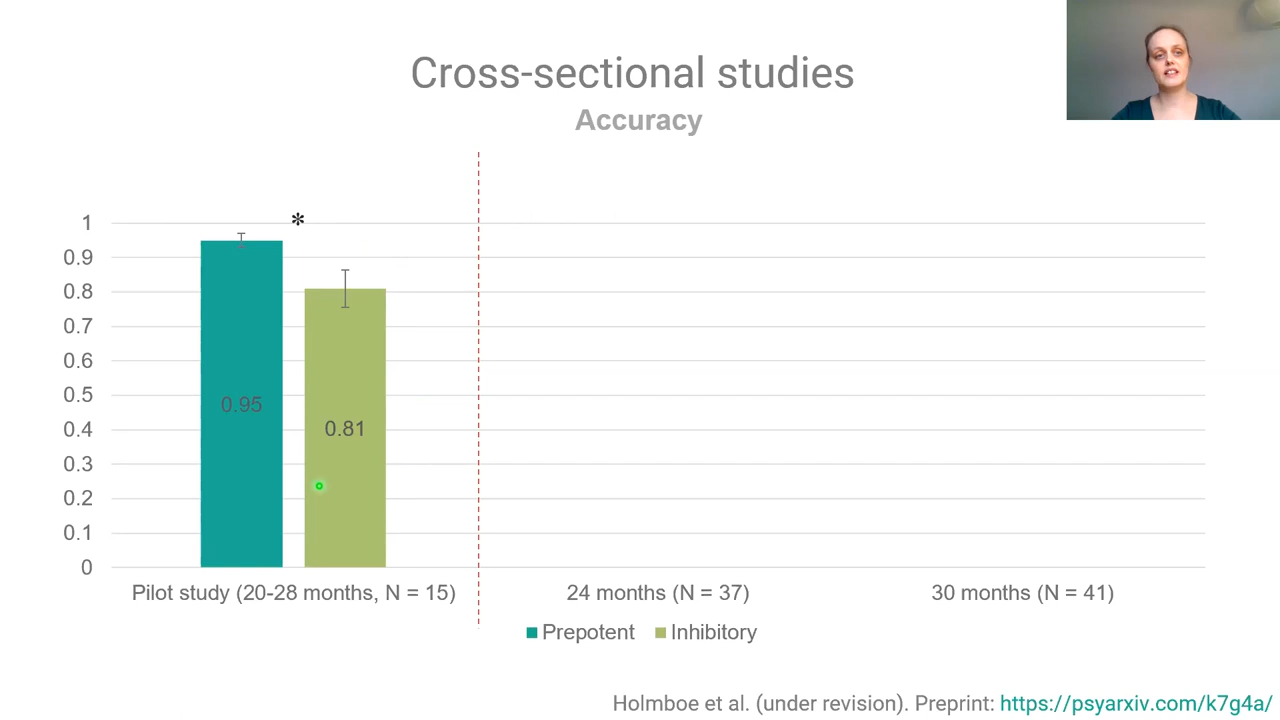 Cross-sectional studies
Accuracy
*
1
0.9
0.8
0.7
0.6
0.5
0.4
0.3
0.2
0.1
0
0.95
0.81
Pilot study (20-28 months, N = 15)
24 months (N = 37)
30 months (N = 41)
Prepotent
Inhibitory
Holmboe et al. (under revision). Preprint: https://psyarxiv.com/k7g4a/